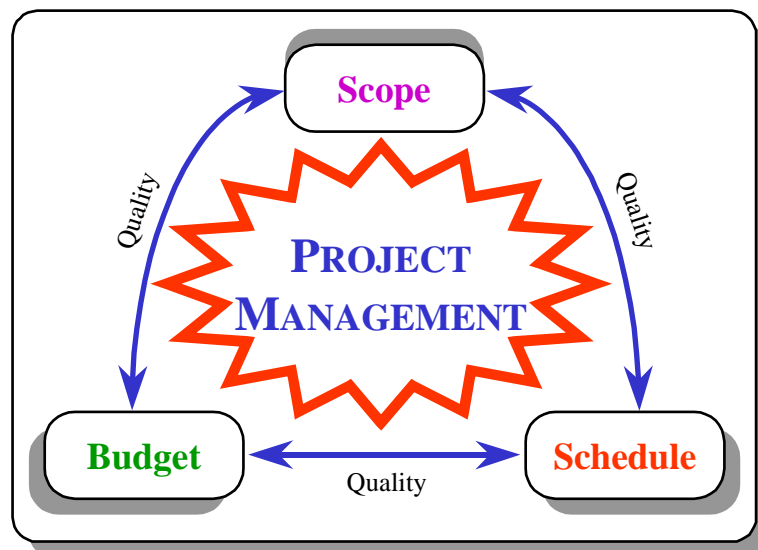 Scope
Quality
Quality
PROJECT
MANAGEMENT
Budget
Schedule
Quality